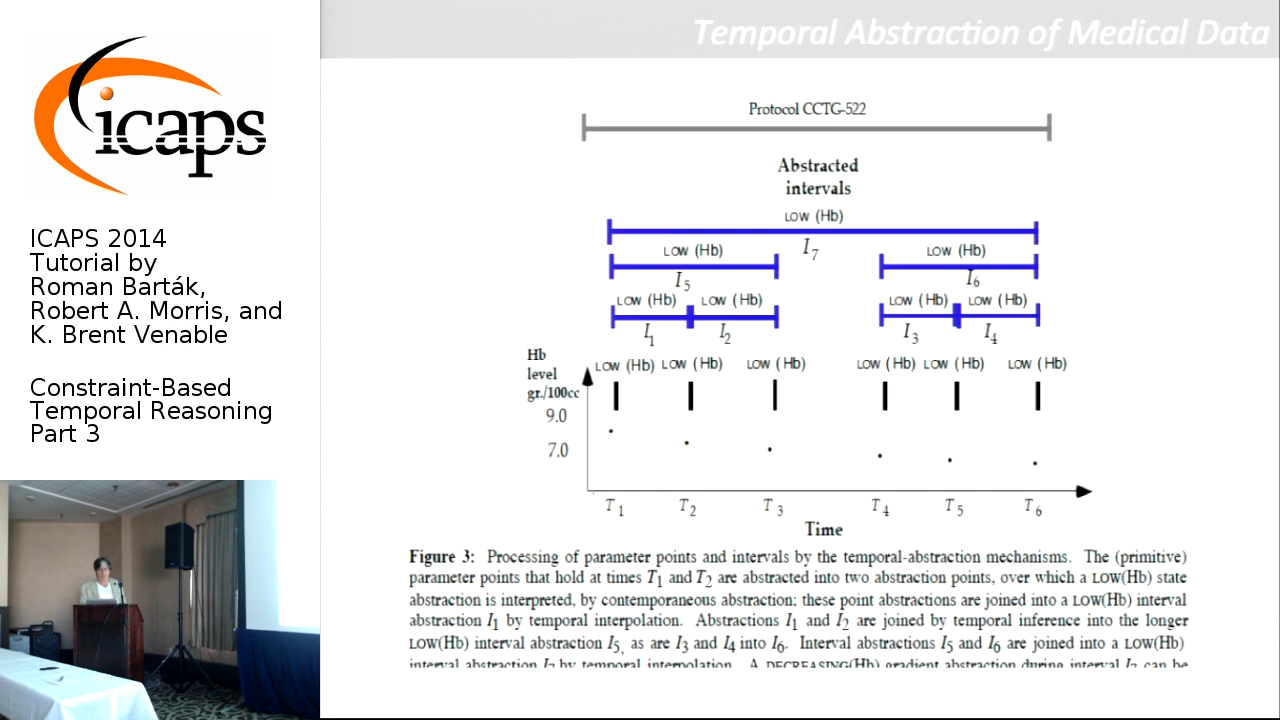 icaps
ICAPS 2014
Tutorial by
Roman Barták,
Robert A. Morris, and
K. Brent Venable
Constraint-Based
Temporal Reasoning
Part 3
Temporal Abstraction of Medical Data
Protocol CCTG-522
Abstracted
intervals
LOW (Hb)
I7
LOW (Hb) LOW (Hb)
I5 I6
LOW (Hb) LOW (Hb) LOW (Hb) LOW (Hb)
I1 I2 I3 I4
Hb
level
gr./100cc
LOW (Hb) LOW (Hb) LOW (Hb) LOW (Hb) LOW (Hb) LOW (Hb)
9.0
7.0
T1 T2 T3 T4 T5 T6
Time
Figure 3: Processing of parameter points and intervals by the temporal-abstraction mechanisms. The (primitive)
parameter points that hold at times T1 and T2 are abstracted into two abstraction points, over which a LOW(Hb) state
abstraction is interpreted, by contemporaneous abstraction; these point abstractions are joined into a LOW(Hb) interval
abstraction I1 by temporal interpolation. Abstractions I1 and I2 are joined by temporal inference into the longer
LOW(Hb) interval abstraction I5, as are I3 and I4 into I6. Interval abstractions I5 and I6 are joined into a LOW(Hb)
interval abstraction I7 by temporal interpolation. A DECREASING(Hb) gradient abstraction during interval I7 can be